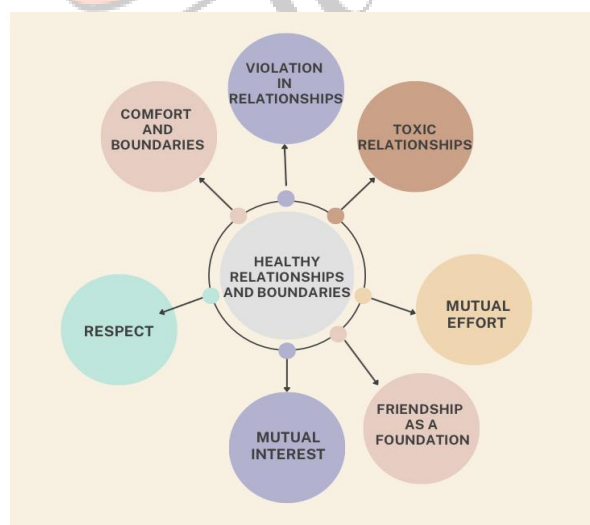 VIOLATION
IN
RELATIONSHIPS
COMFORT
AND
BOUNDARIES
TOXIC
RELATIONSHIPS
HEALTHY
RELATIONSHIPS
AND BOUNDARIES
RESPECT
MUTUAL
EFFORT
FRIENDSHIP
AS A
FOUNDATION
MUTUAL
INTEREST